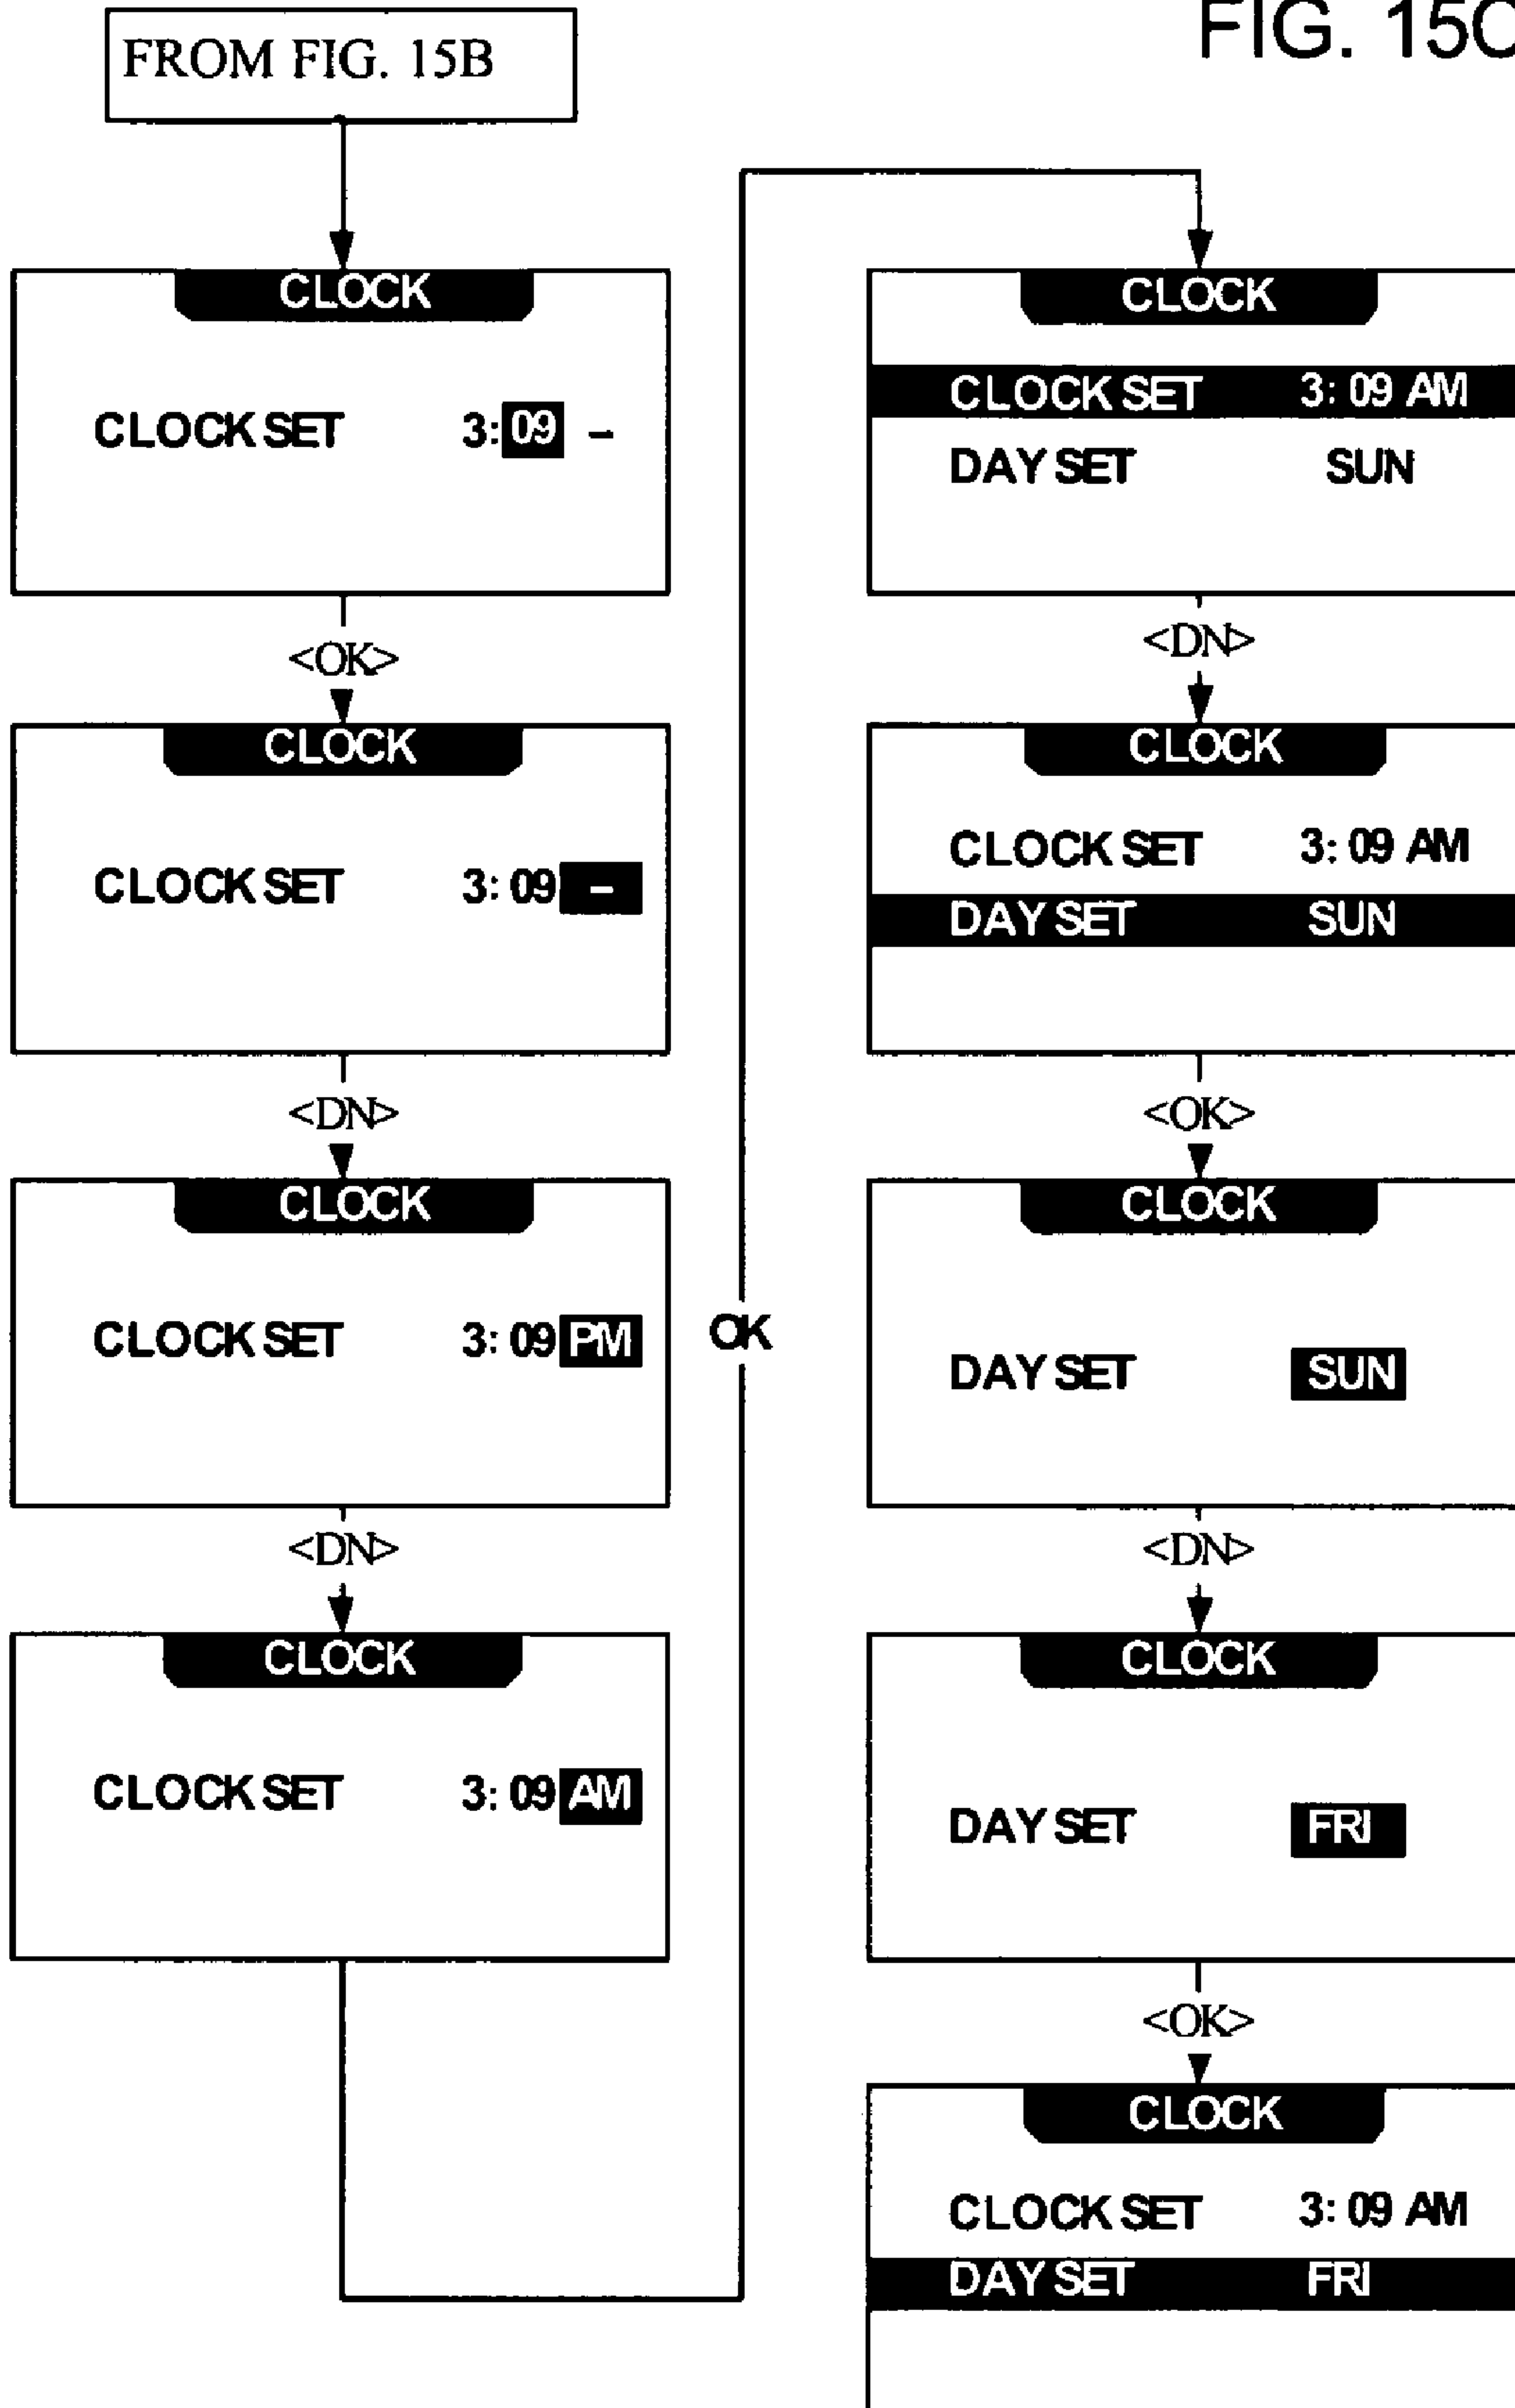 FIG. 15C
FROM FIG. 15B
CLOCK
CLOCK SET 3: 09 –
<OK>
CLOCK
CLOCK SET 3: 09 –
<DN>
CLOCK
CLOCK SET 3: 09 PM
<DN>
CLOCK
CLOCK SET 3: 09 AM
OK
CLOCK
CLOCK SET 3: 09 AM
DAY SET SUN
<DN>
CLOCK
CLOCK SET 3: 09 AM
DAY SET SUN
<OK>
CLOCK
DAY SET SUN
<DN>
CLOCK
DAY SET FRI
<OK>
CLOCK
CLOCK SET 3: 09 AM
DAY SET FRI